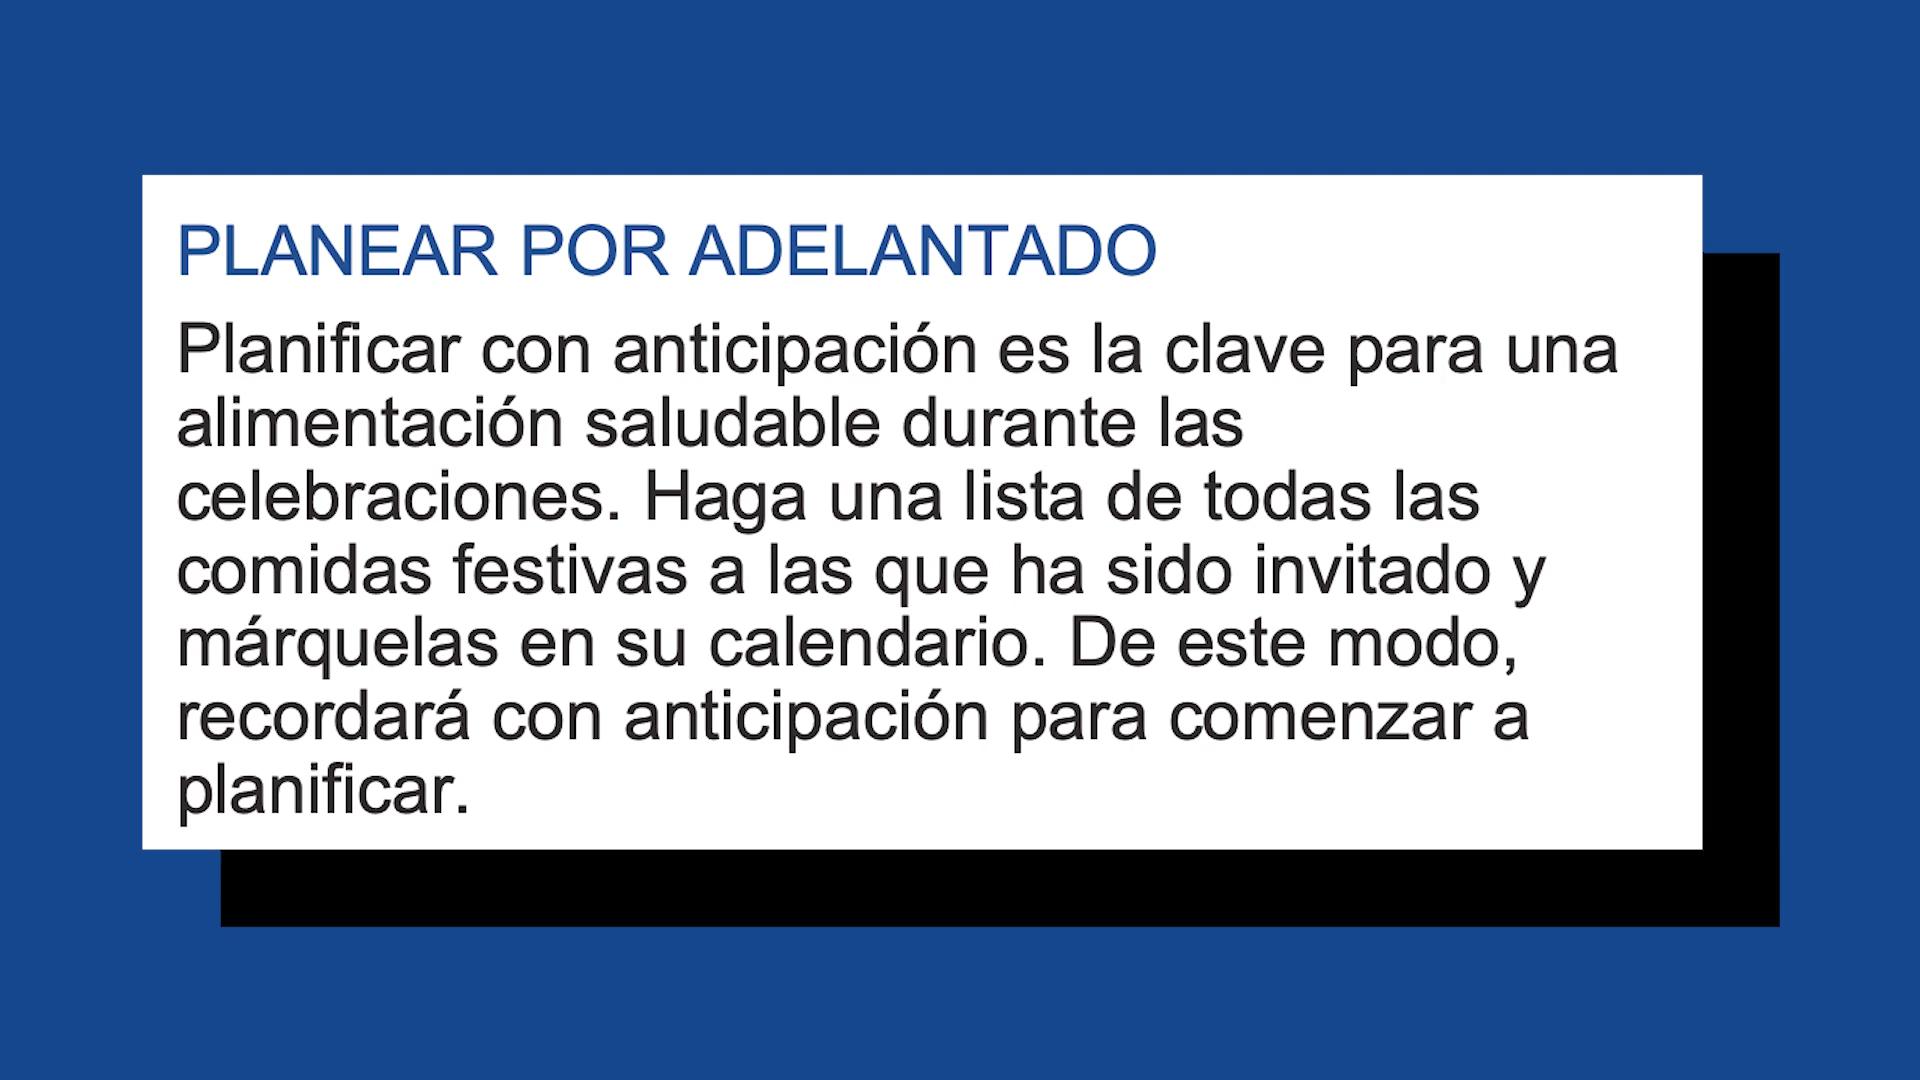 PLANEAR POR ADELANTADO
Planificar con anticipación es la clave para una
alimentación saludable durante las
celebraciones. Haga una lista de todas las
comidas festivas a las que ha sido invitado y
márquelas en su calendario. De este modo,
recordará con anticipación para comenzar a
planificar.